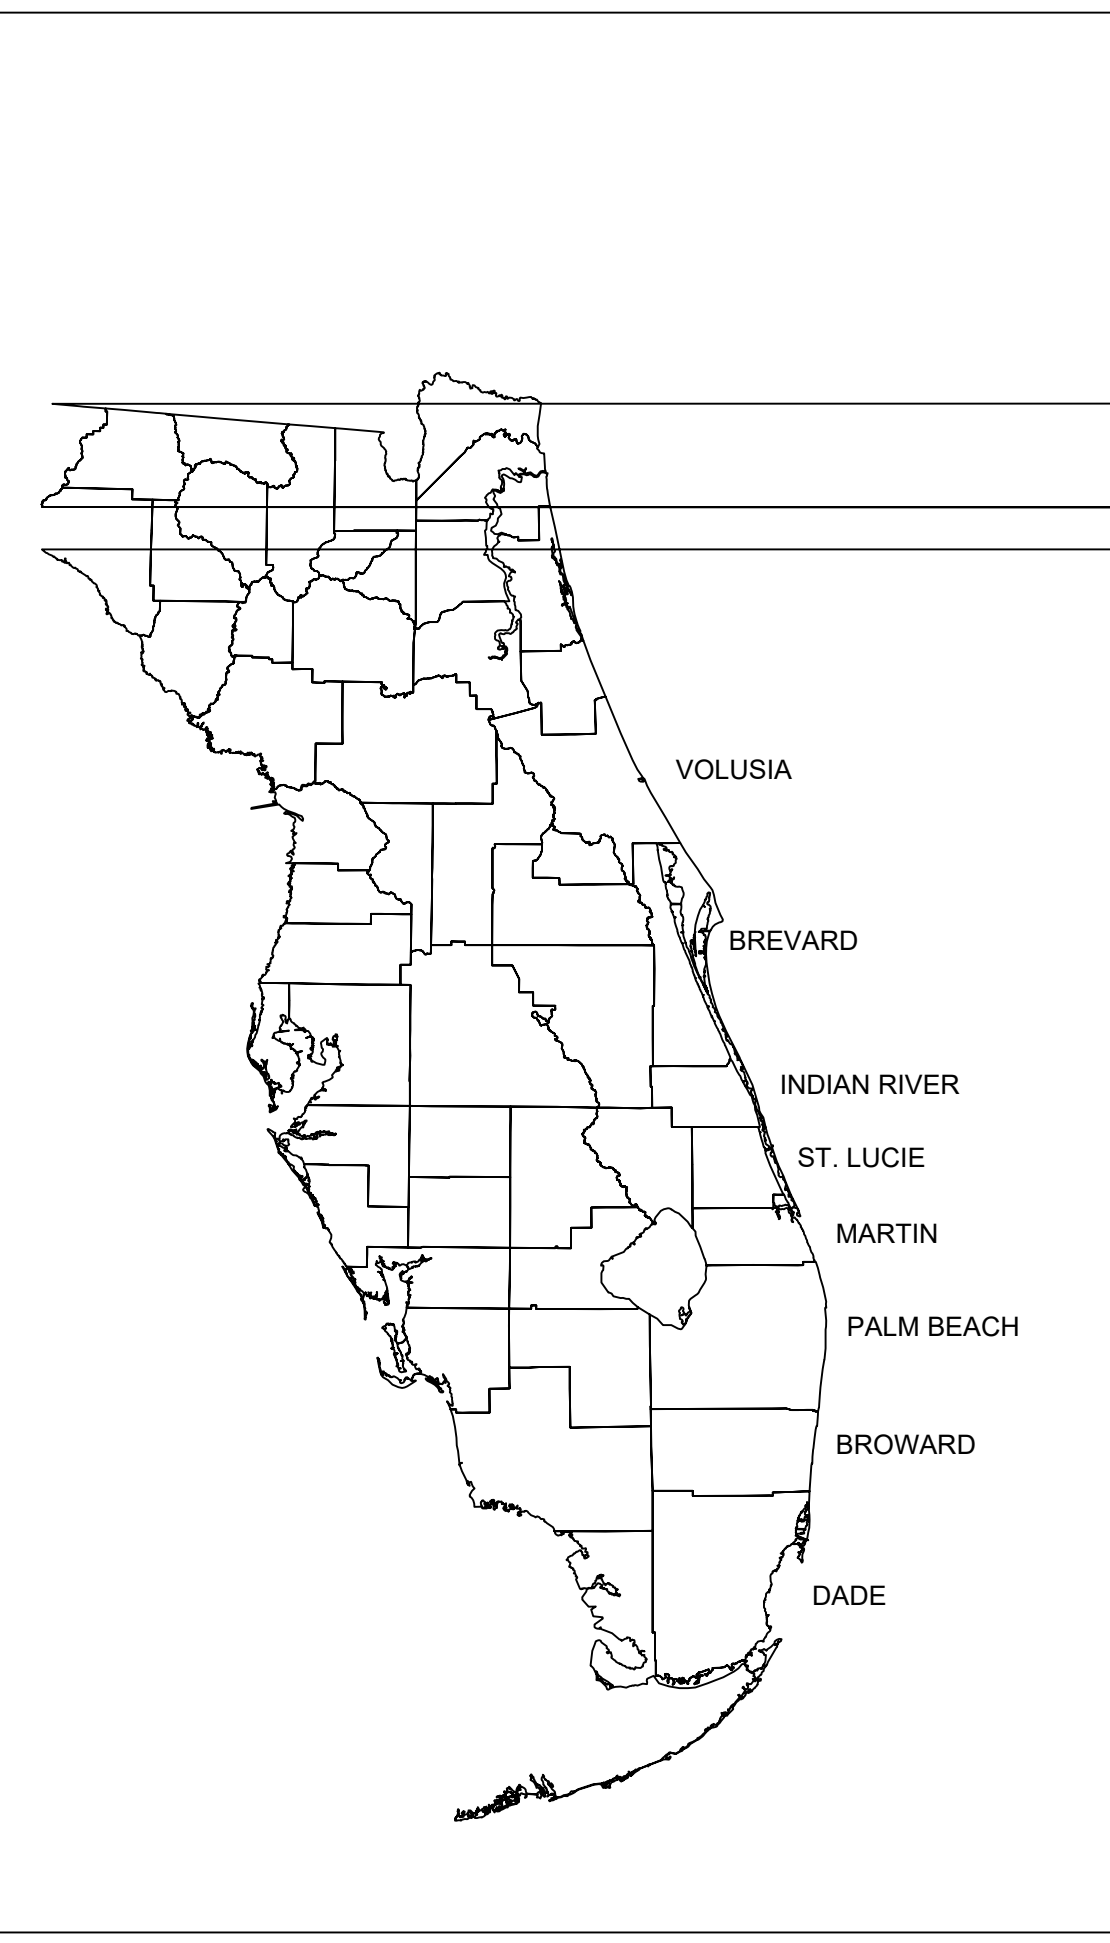 VOLUSIA
BREVARD
INDIAN RIVER
ST. LUCIE
MARTIN
PALM BEACH
BROWARD
DADE